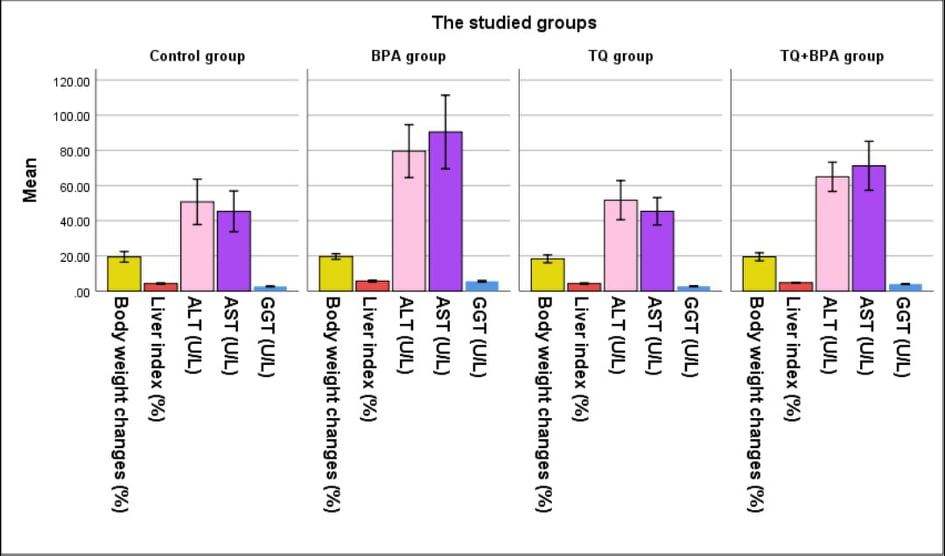 The studied groups
Control group
BPA group
TQ group
TQ+BPA group
Mean
120.00
100.00
80.00
60.00
40.00
20.00
.00
Body weight changes (%)
Liver index (%)
ALT (U/L)
AST (U/L)
GGT (U/L)
Body weight changes (%)
Liver index (%)
ALT (U/L)
AST (U/L)
GGT (U/L)
Body weight changes (%)
Liver index (%)
ALT (U/L)
AST (U/L)
GGT (U/L)
Body weight changes (%)
Liver index (%)
ALT (U/L)
AST (U/L)
GGT (U/L)